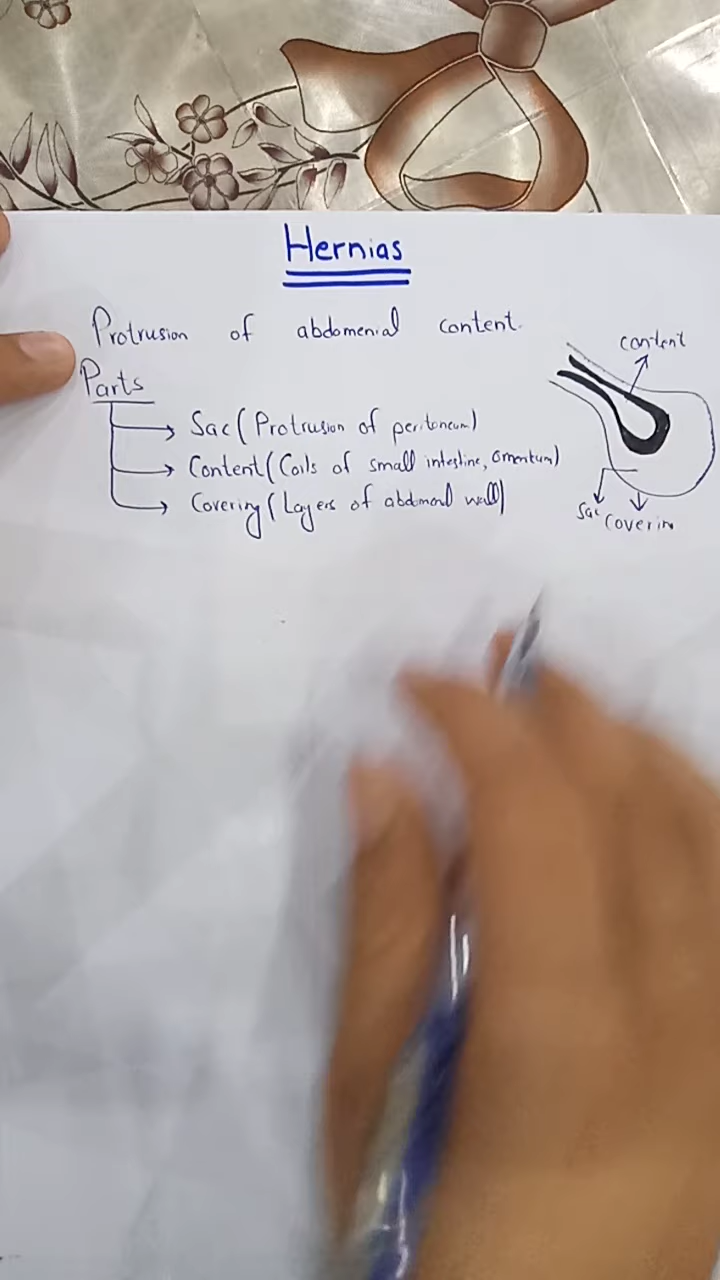 Hernias
Protrusion of abdomenial content.
Parts
Sac (Protrusion of peritoneum)
Content (Coils of small intestine, Omentum)
Covering (Layers of abdomnal wall)
content
Sac
Coverin